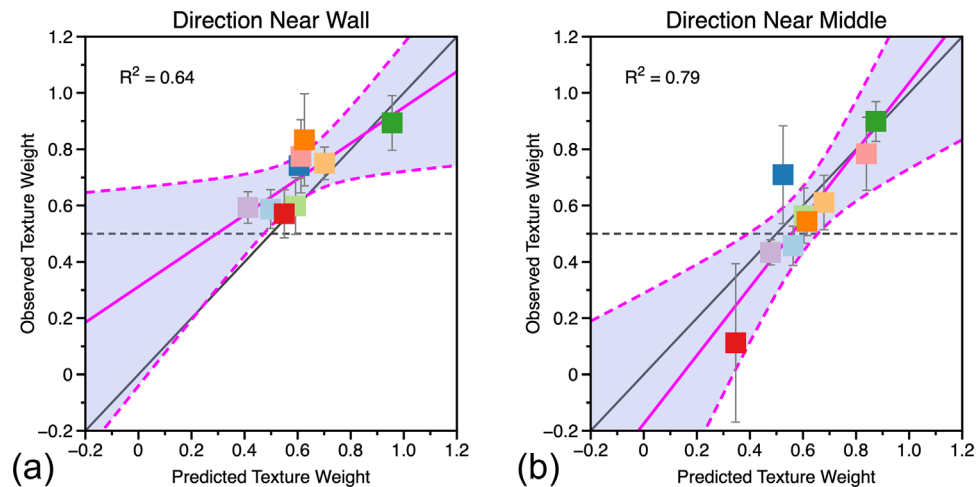 Direction Near Wall
R² = 0.64
Observed Texture Weight
1.2
1.0
0.8
0.6
0.4
0.2
0
−0.2
−0.2 0 0.2 0.4 0.6 0.8 1.0 1.2
Predicted Texture Weight
(a)
Direction Near Middle
R² = 0.79
Observed Texture Weight
1.2
1.0
0.8
0.6
0.4
0.2
0
−0.2
−0.2 0 0.2 0.4 0.6 0.8 1.0 1.2
Predicted Texture Weight
(b)